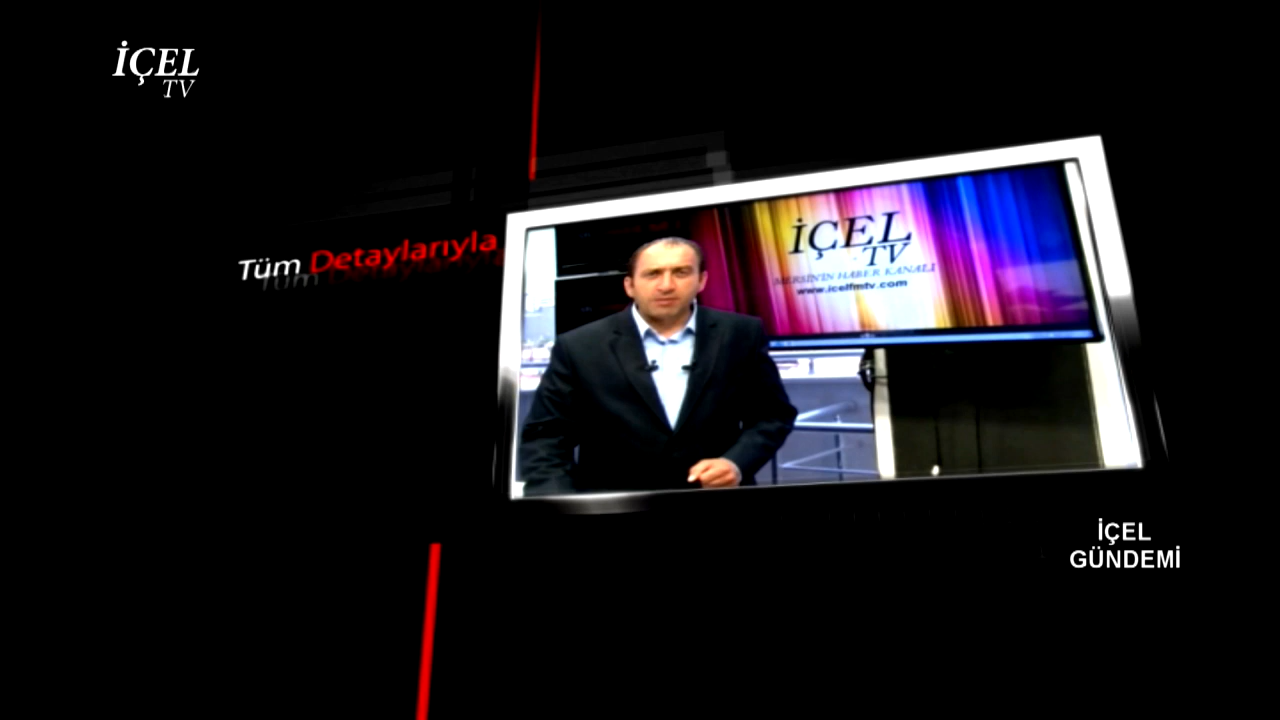 İÇEL
TV
Tüm Detaylarıyla
İÇEL
TV
MERSİN'İN HABER KANALI
www.icelfmtv.com
İÇEL
GÜNDEMİ